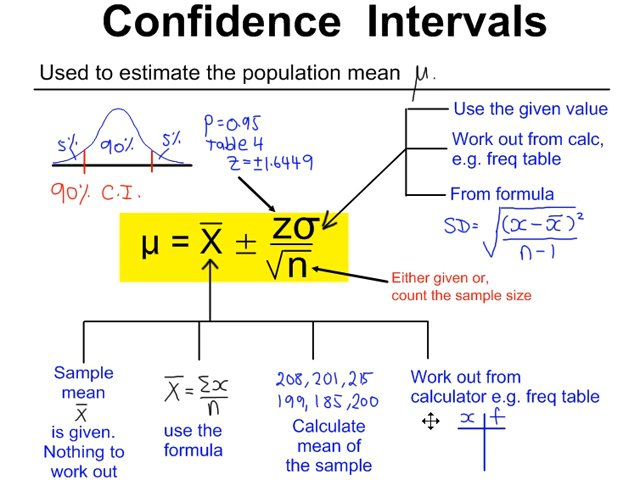 Confidence Intervals
Used to estimate the population mean μ.
5% 90% 5%
90% C.I.
P=0.95
table 4
Z=±1.6449
Use the given value
Work out from calc,
e.g. freq table
From formula
SD= √((x-x̄)²/(n-1))
μ = X̄ ± zσ/√n
Either given or,
count the sample size
Sample
mean
X̄
is given.
Nothing to
work out
X̄ = Σx/n
use the
formula
208, 201, 215
199, 185, 200
Calculate
mean of
the sample
Work out from
calculator e.g. freq table
x f